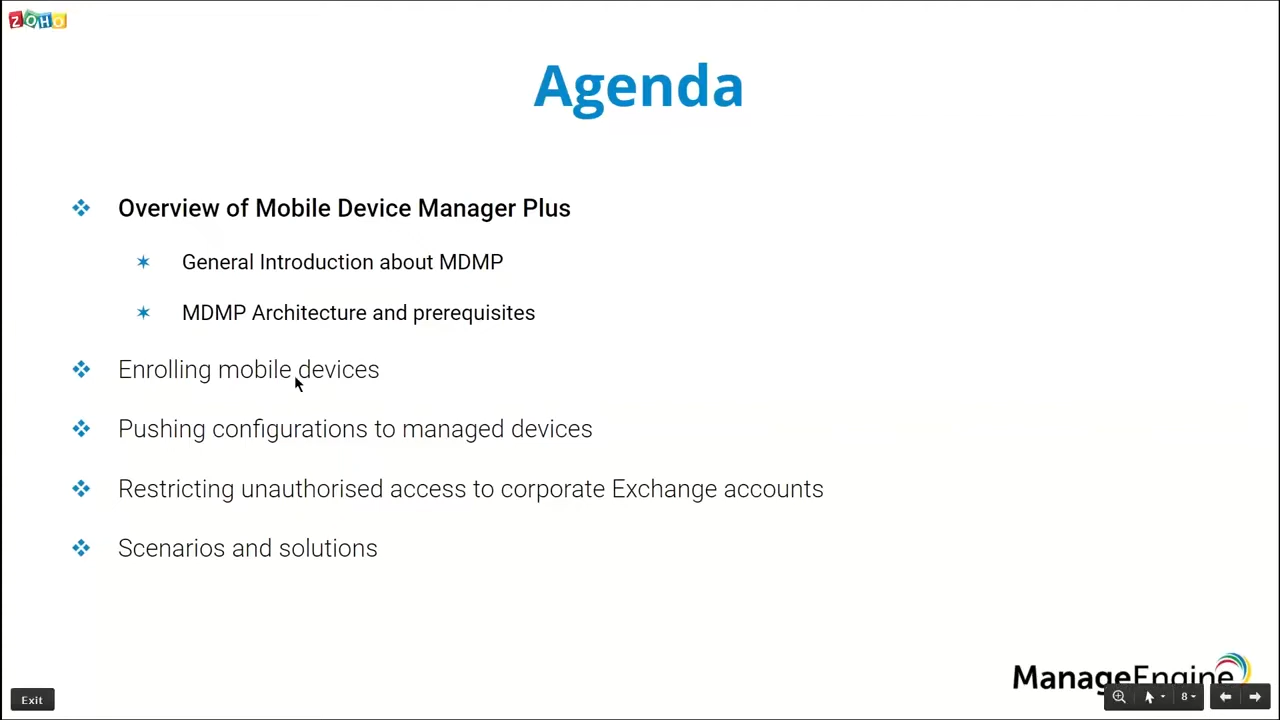 ZOHO
Agenda
Overview of Mobile Device Manager Plus
General Introduction about MDMP
MDMP Architecture and prerequisites
Enrolling mobile devices
Pushing configurations to managed devices
Restricting unauthorised access to corporate Exchange accounts
Scenarios and solutions
ManageEngine
Exit
8